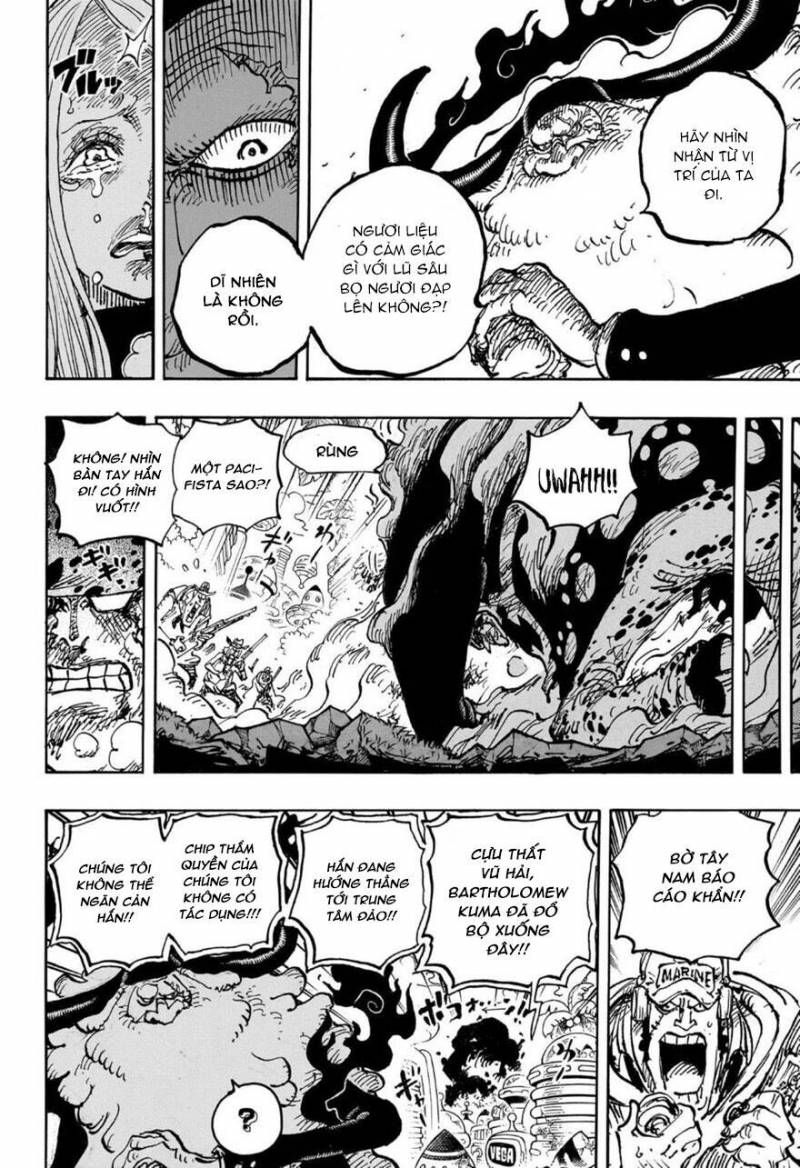 HÃY NHÌN
NHẬN TỪ VỊ
TRÍ CỦA TA
ĐI.
NGƯƠI LIỆU
CÓ CẢM GIÁC
GÌ VỚI LŨ SÂU
BỌ NGƯƠI ĐẠP
LÊN KHÔNG?!
DĨ NHIÊN
LÀ KHÔNG
RỒI.
ブルッ
UWAHH!!
RÙNG
MỘT PACI-
FISTA SAO?!
KHÔNG! NHÌN
BÀN TAY HẮN
ĐI! CÓ HÌNH
VUỐT!!
BỜ TÂY
NAM BÁO
CÁO KHẨN!!
MARINE
CỰU THẤT
VŨ HẢI,
BARTHOLOMEW
KUMA ĐÃ ĐỔ
BỘ XUỐNG
ĐÂY!!
HẮN ĐANG
HƯỚNG THẲNG
TỚI TRUNG
TÂM ĐẢO!!
CHIP THẨM
QUYỀN CỦA
CHÚNG TÔI
KHÔNG CÓ
TÁC DỤNG!!!
CHÚNG TÔI
KHÔNG THỂ
NGĂN CẢN
HẮN!!
VEGA
?